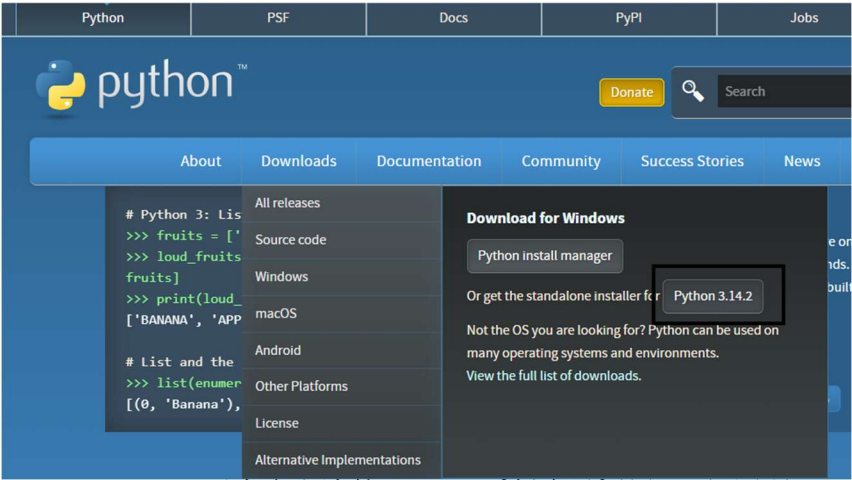 Python PSF Docs PyPI Jobs
python™
Donate Search
About Downloads Documentation Community Success Stories News
# Python 3: Lis
>>> fruits = ['
>>> loud_fruits
fruits]
>>> print(loud_
['BANANA', 'APP
# List and the
>>> list(enumer
[(0, 'Banana'),
All releases
Source code
Windows
macOS
Android
Other Platforms
License
Alternative Implementations
Download for Windows
Python install manager
Or get the standalone installer for Python 3.14.2
Not the OS you are looking for? Python can be used on
many operating systems and environments.
View the full list of downloads.